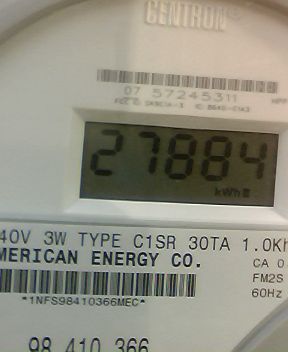 CENTRON
07 57245311
27884
kWh
40V 3W TYPE C1SR 30TA 1.0Kh
MERICAN ENERGY CO.
CA 0
FM2S
60Hz
*1NFS98410366MEC*
98 410 366